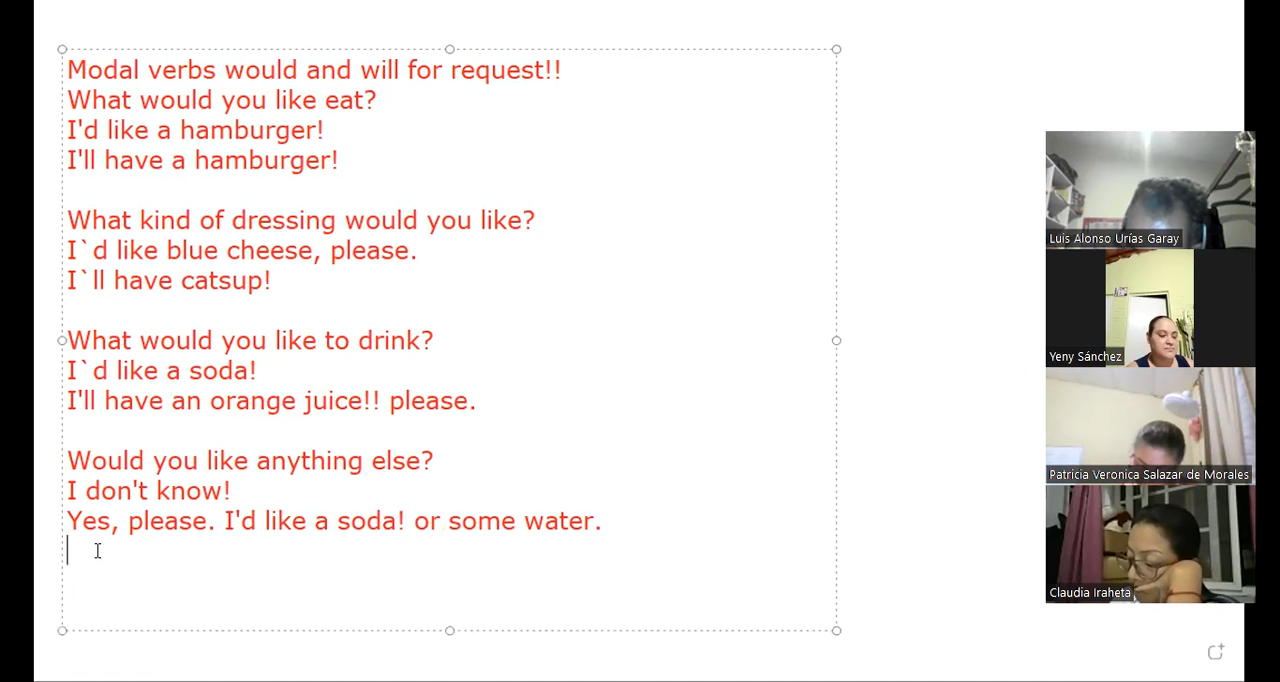 Modal verbs would and will for request!!
What would you like eat?
I'd like a hamburger!
I'll have a hamburger!
What kind of dressing would you like?
I`d like blue cheese, please.
I`ll have catsup!
What would you like to drink?
I`d like a soda!
I'll have an orange juice!! please.
Would you like anything else?
I don't know!
Yes, please. I'd like a soda! or some water.
Luis Alonso Urías Garay
Yeny Sánchez
Patricia Veronica Salazar de Morales
Claudia Iraheta